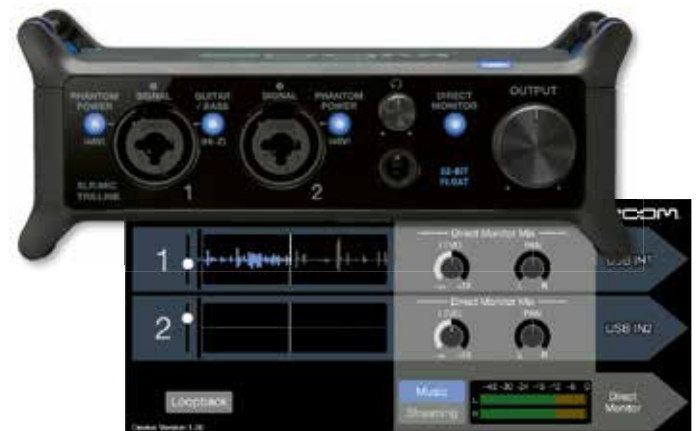 PHANTOM POWER
SIGNAL
GUITAR / BASS
SIGNAL
PHANTOM POWER
DIRECT MONITOR
OUTPUT
(+48V)
(Hi-Z)
(+48V)
32-BIT FLOAT
XLR:MIC
TRS:LINE
1
2
ZOOM
Direct Monitor Mix
LEVEL
PAN
1
L
R
USB IN1
Direct Monitor Mix
LEVEL
PAN
2
L
R
USB IN2
Loopback
Music
Streaming
-48 -30 -24 -18 -12 -6 0
L
R
Direct Monitor